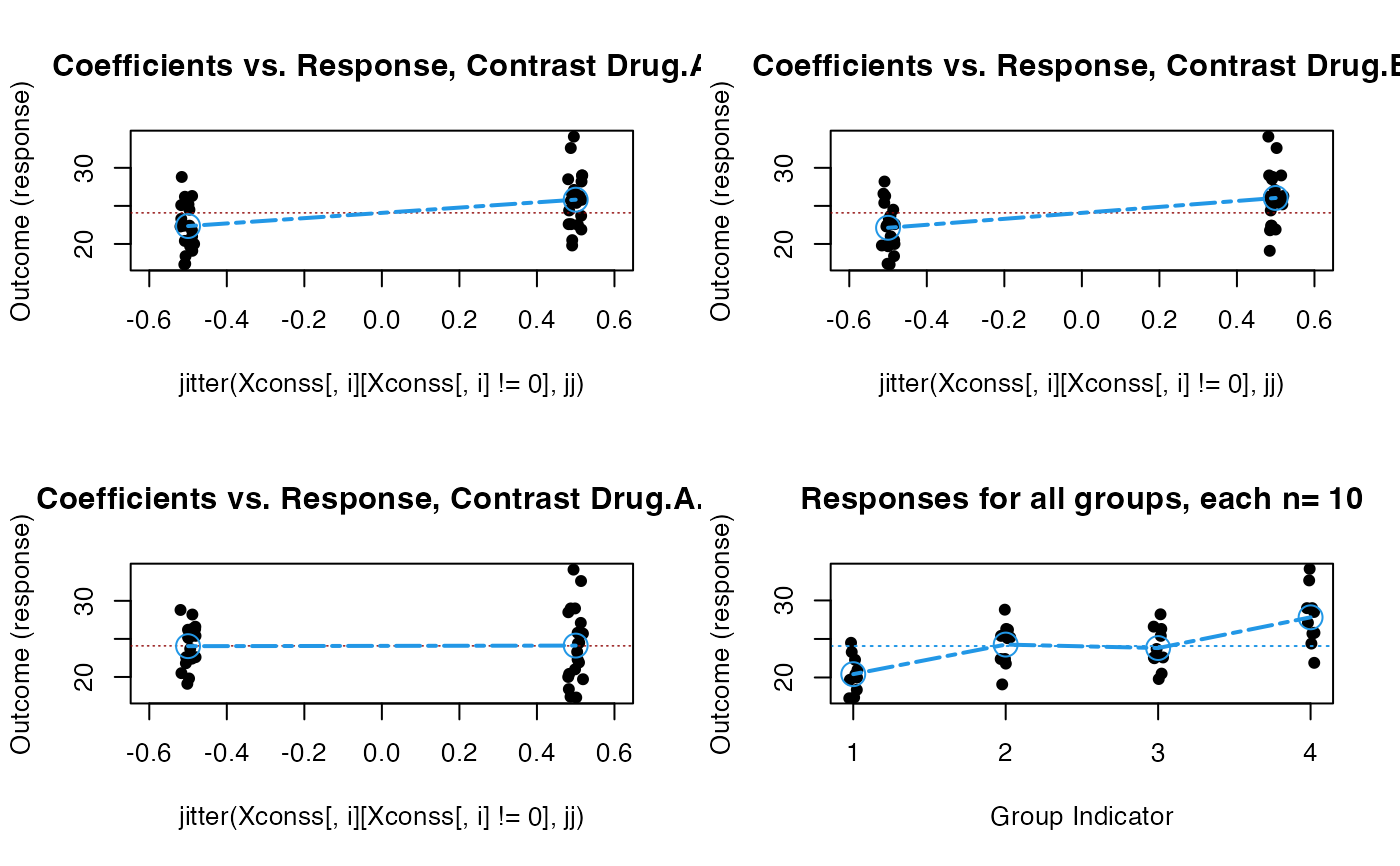 Coefficients vs. Response, Contrast Drug.A
Outcome (response)
30
20
-0.6 -0.4 -0.2 0.0 0.2 0.4 0.6
jitter(Xconss[, i][Xconss[, i] != 0], jj)
Coefficients vs. Response, Contrast Drug.B
Outcome (response)
30
20
-0.6 -0.4 -0.2 0.0 0.2 0.4 0.6
jitter(Xconss[, i][Xconss[, i] != 0], jj)
Coefficients vs. Response, Contrast Drug.A.
Outcome (response)
30
20
-0.6 -0.4 -0.2 0.0 0.2 0.4 0.6
jitter(Xconss[, i][Xconss[, i] != 0], jj)
Responses for all groups, each n= 10
Outcome (response)
30
20
1 2 3 4
Group Indicator